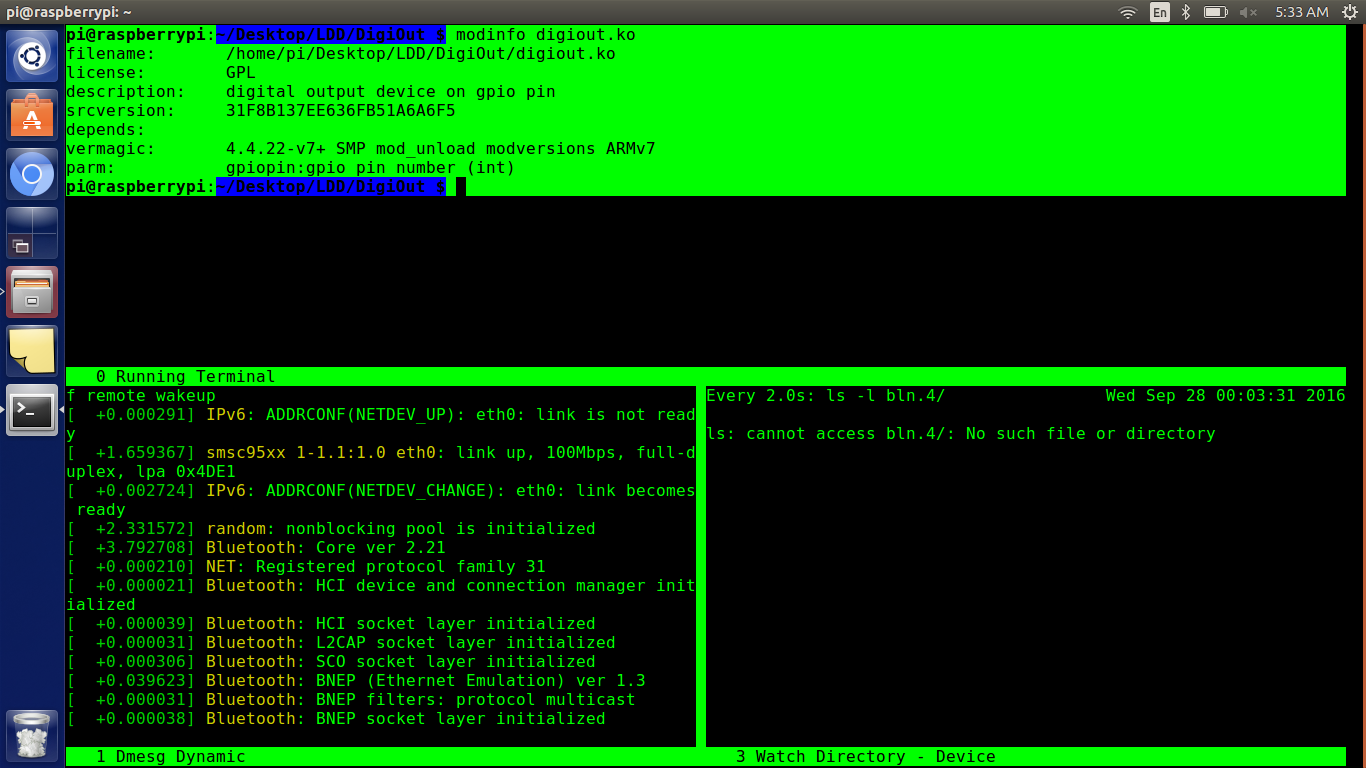 pi@raspberrypi: ~
En
5:33 AM
pi@raspberrypi:~/Desktop/LDD/DigiOut $ modinfo digiout.ko
filename:       /home/pi/Desktop/LDD/DigiOut/digiout.ko
license:        GPL
description:    digital output device on gpio pin
srcversion:     31F8B137EE636FB51A6A6F5
depends:
vermagic:       4.4.22-v7+ SMP mod_unload modversions ARMv7
parm:           gpiopin:gpio pin number (int)
pi@raspberrypi:~/Desktop/LDD/DigiOut $
0 Running Terminal
f remote wakeup
[  +0.000291] IPv6: ADDRCONF(NETDEV_UP): eth0: link is not read
y
[  +1.659367] smsc95xx 1-1.1:1.0 eth0: link up, 100Mbps, full-d
uplex, lpa 0x4DE1
[  +0.002724] IPv6: ADDRCONF(NETDEV_CHANGE): eth0: link becomes
 ready
[  +2.331572] random: nonblocking pool is initialized
[  +3.792708] Bluetooth: Core ver 2.21
[  +0.000210] NET: Registered protocol family 31
[  +0.000021] Bluetooth: HCI device and connection manager init
ialized
[  +0.000039] Bluetooth: HCI socket layer initialized
[  +0.000031] Bluetooth: L2CAP socket layer initialized
[  +0.000306] Bluetooth: SCO socket layer initialized
[  +0.039623] Bluetooth: BNEP (Ethernet Emulation) ver 1.3
[  +0.000031] Bluetooth: BNEP filters: protocol multicast
[  +0.000038] Bluetooth: BNEP socket layer initialized
1 Dmesg Dynamic
Every 2.0s: ls -l bln.4/                Wed Sep 28 00:03:31 2016
ls: cannot access bln.4/: No such file or directory
3 Watch Directory - Device